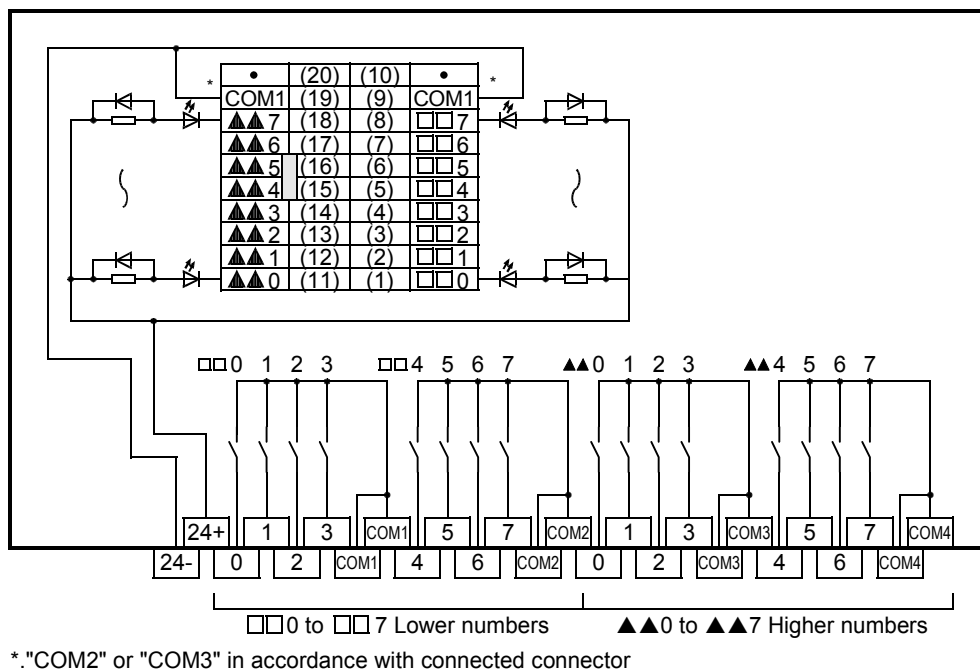 * • (20) (10) • *
COM1 (19) (9) COM1
▲▲7 (18) (8) □□7
▲▲6 (17) (7) □□6
▲▲5 (16) (6) □□5
▲▲4 (15) (5) □□4
▲▲3 (14) (4) □□3
▲▲2 (13) (3) □□2
▲▲1 (12) (2) □□1
▲▲0 (11) (1) □□0
□□0 1 2 3 □□4 5 6 7 ▲▲0 1 2 3 ▲▲4 5 6 7
24+ 1 3 COM1 5 7 COM2 1 3 COM3 5 7 COM4
24- 0 2 COM1 4 6 COM2 0 2 COM3 4 6 COM4
□□0 to □□7 Lower numbers ▲▲0 to ▲▲7 Higher numbers
*."COM2" or "COM3" in accordance with connected connector